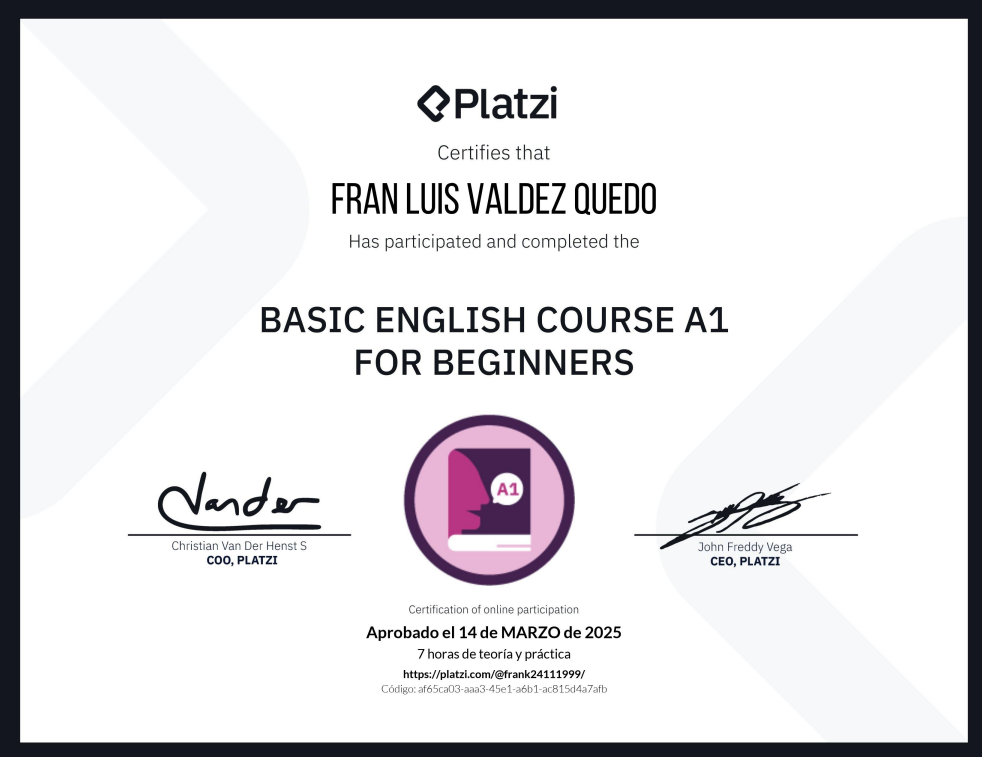 Platzi
Certifies that
FRAN LUIS VALDEZ QUEDO
Has participated and completed the
BASIC ENGLISH COURSE A1
FOR BEGINNERS
A1
Vander
Christian Van Der Henst S
COO, PLATZI
John Freddy Vega
CEO, PLATZI
Certification of online participation
Aprobado el 14 de MARZO de 2025
7 horas de teoría y práctica
https://platzi.com/@frank24111999/
Código: af65ca03-aaa3-45e1-a6b1-ac815d4a7afb